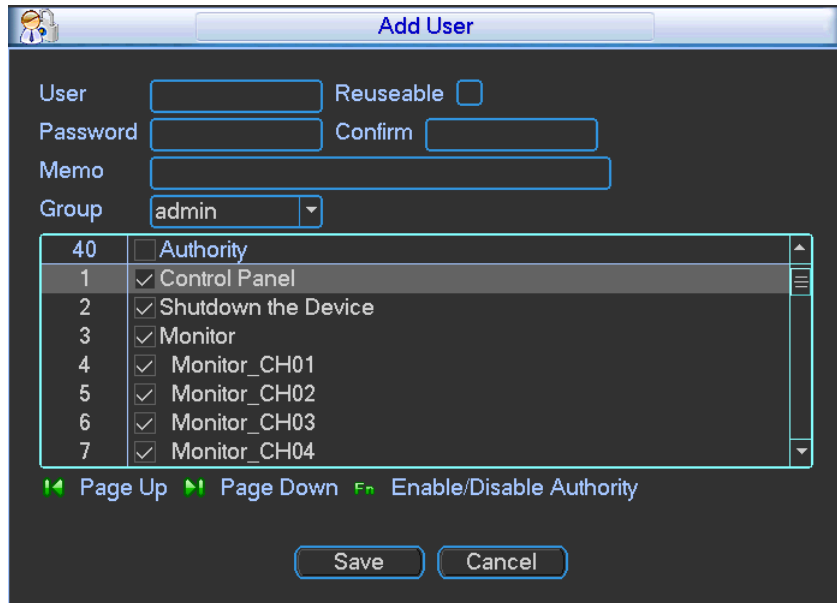 Add User
User Reuseable
Password Confirm
Memo
Group admin
40 Authority
1 Control Panel
2 Shutdown the Device
3 Monitor
4 Monitor_CH01
5 Monitor_CH02
6 Monitor_CH03
7 Monitor_CH04
Page Up Page Down Fn Enable/Disable Authority
Save Cancel